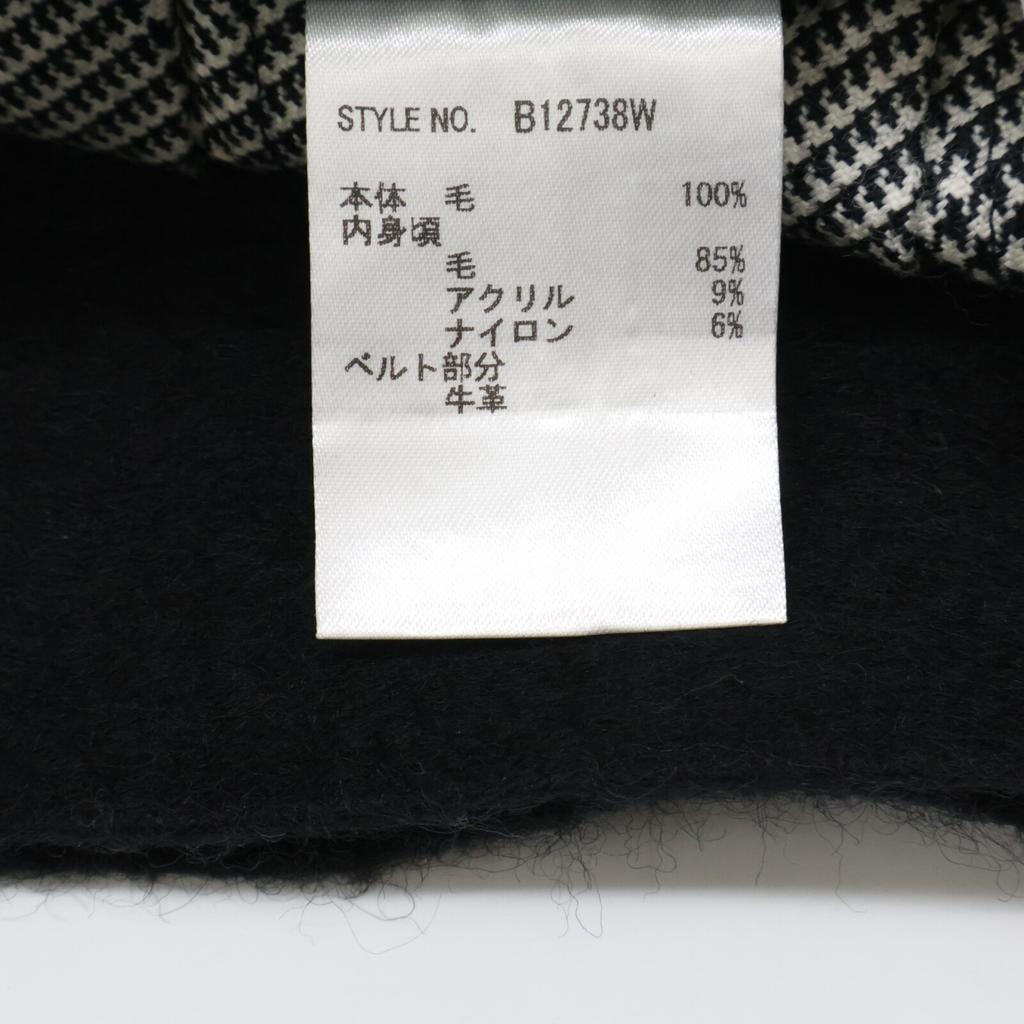 STYLE NO. B12738W
本体 毛 100%
内身頃
毛 85%
アクリル 9%
ナイロン 6%
ベルト部分
牛革